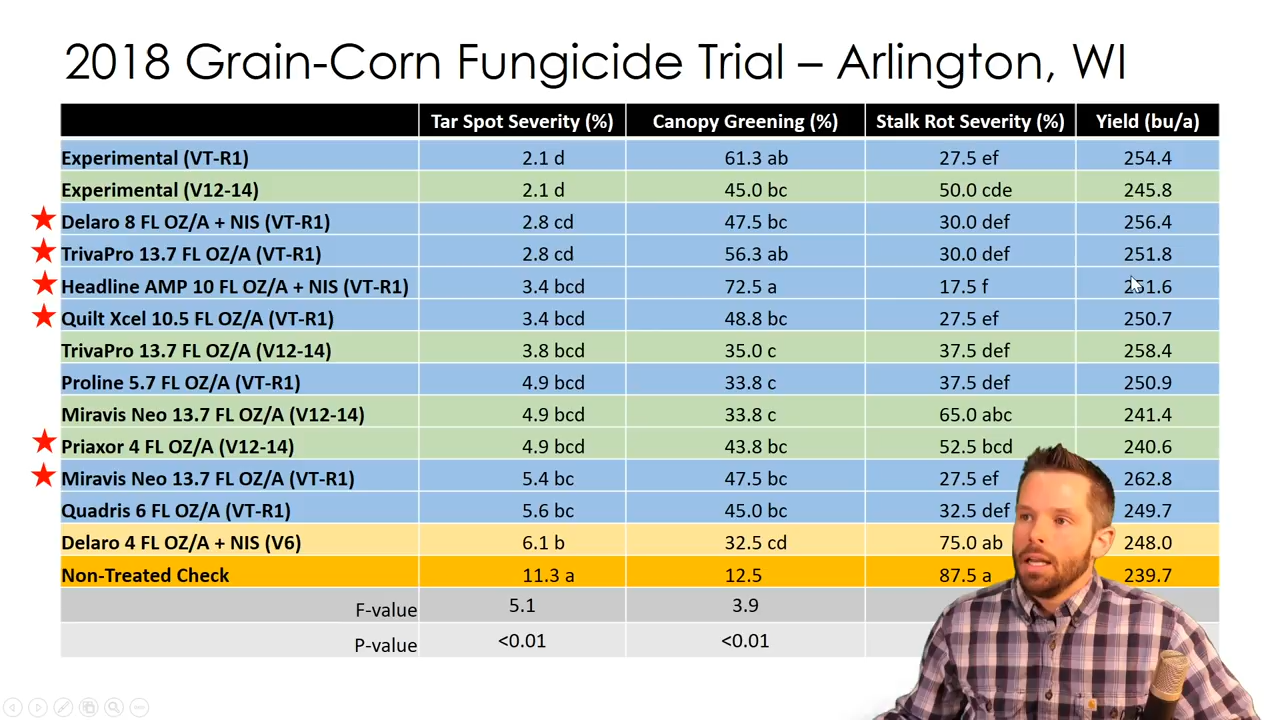 2018 Grain-Corn Fungicide Trial – Arlington, WI
Tar Spot Severity (%) Canopy Greening (%) Stalk Rot Severity (%) Yield (bu/a)
Experimental (VT-R1) 2.1 d 61.3 ab 27.5 ef 254.4
Experimental (V12-14) 2.1 d 45.0 bc 50.0 cde 245.8
Delaro 8 FL OZ/A + NIS (VT-R1) 2.8 cd 47.5 bc 30.0 def 256.4
TrivaPro 13.7 FL OZ/A (VT-R1) 2.8 cd 56.3 ab 30.0 def 251.8
Headline AMP 10 FL OZ/A + NIS (VT-R1) 3.4 bcd 72.5 a 17.5 f
Quilt Xcel 10.5 FL OZ/A (VT-R1) 3.4 bcd 48.8 bc 27.5 ef 250.7
TrivaPro 13.7 FL OZ/A (V12-14) 3.8 bcd 35.0 c 37.5 def 258.4
Proline 5.7 FL OZ/A (VT-R1) 4.9 bcd 33.8 c 37.5 def 250.9
Miravis Neo 13.7 FL OZ/A (V12-14) 4.9 bcd 33.8 c 65.0 abc 241.4
Priaxor 4 FL OZ/A (V12-14) 4.9 bcd 43.8 bc 52.5 bcd 240.6
Miravis Neo 13.7 FL OZ/A (VT-R1) 5.4 bc 47.5 bc 27.5 ef 262.8
Quadris 6 FL OZ/A (VT-R1) 5.6 bc 45.0 bc 32.5 def 249.7
Delaro 4 FL OZ/A + NIS (V6) 6.1 b 32.5 cd 75.0 ab 248.0
Non-Treated Check 11.3 a 12.5 87.5 a 239.7
F-value 5.1 3.9
P-value <0.01 <0.01